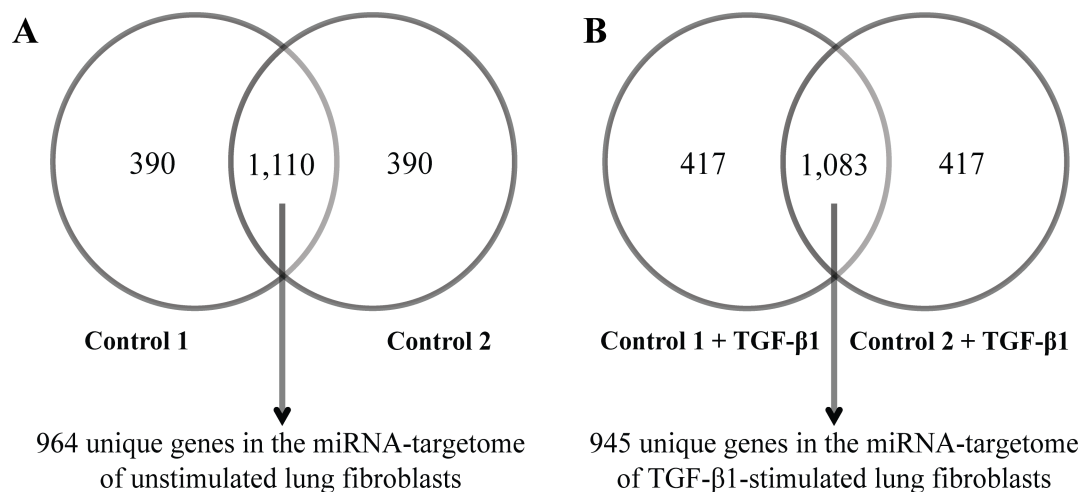 A
B
390
1,110
390
417
1,083
417
Control 1
Control 2
Control 1 + TGF-β1
Control 2 + TGF-β1
964 unique genes in the miRNA-targetome
of unstimulated lung fibroblasts
945 unique genes in the miRNA-targetome
of TGF-β1-stimulated lung fibroblasts